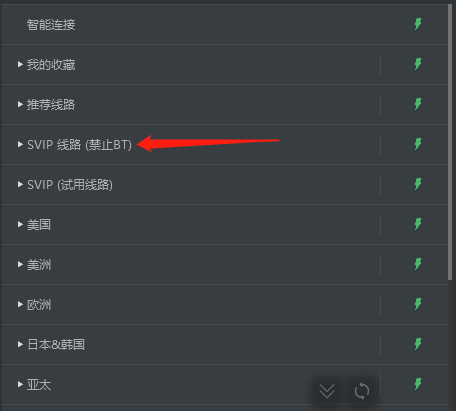 智能连接
我的收藏
推荐线路
SVIP 线路 (禁止BT)
SVIP (试用线路)
美国
美洲
欧洲
日本&韩国
亚太